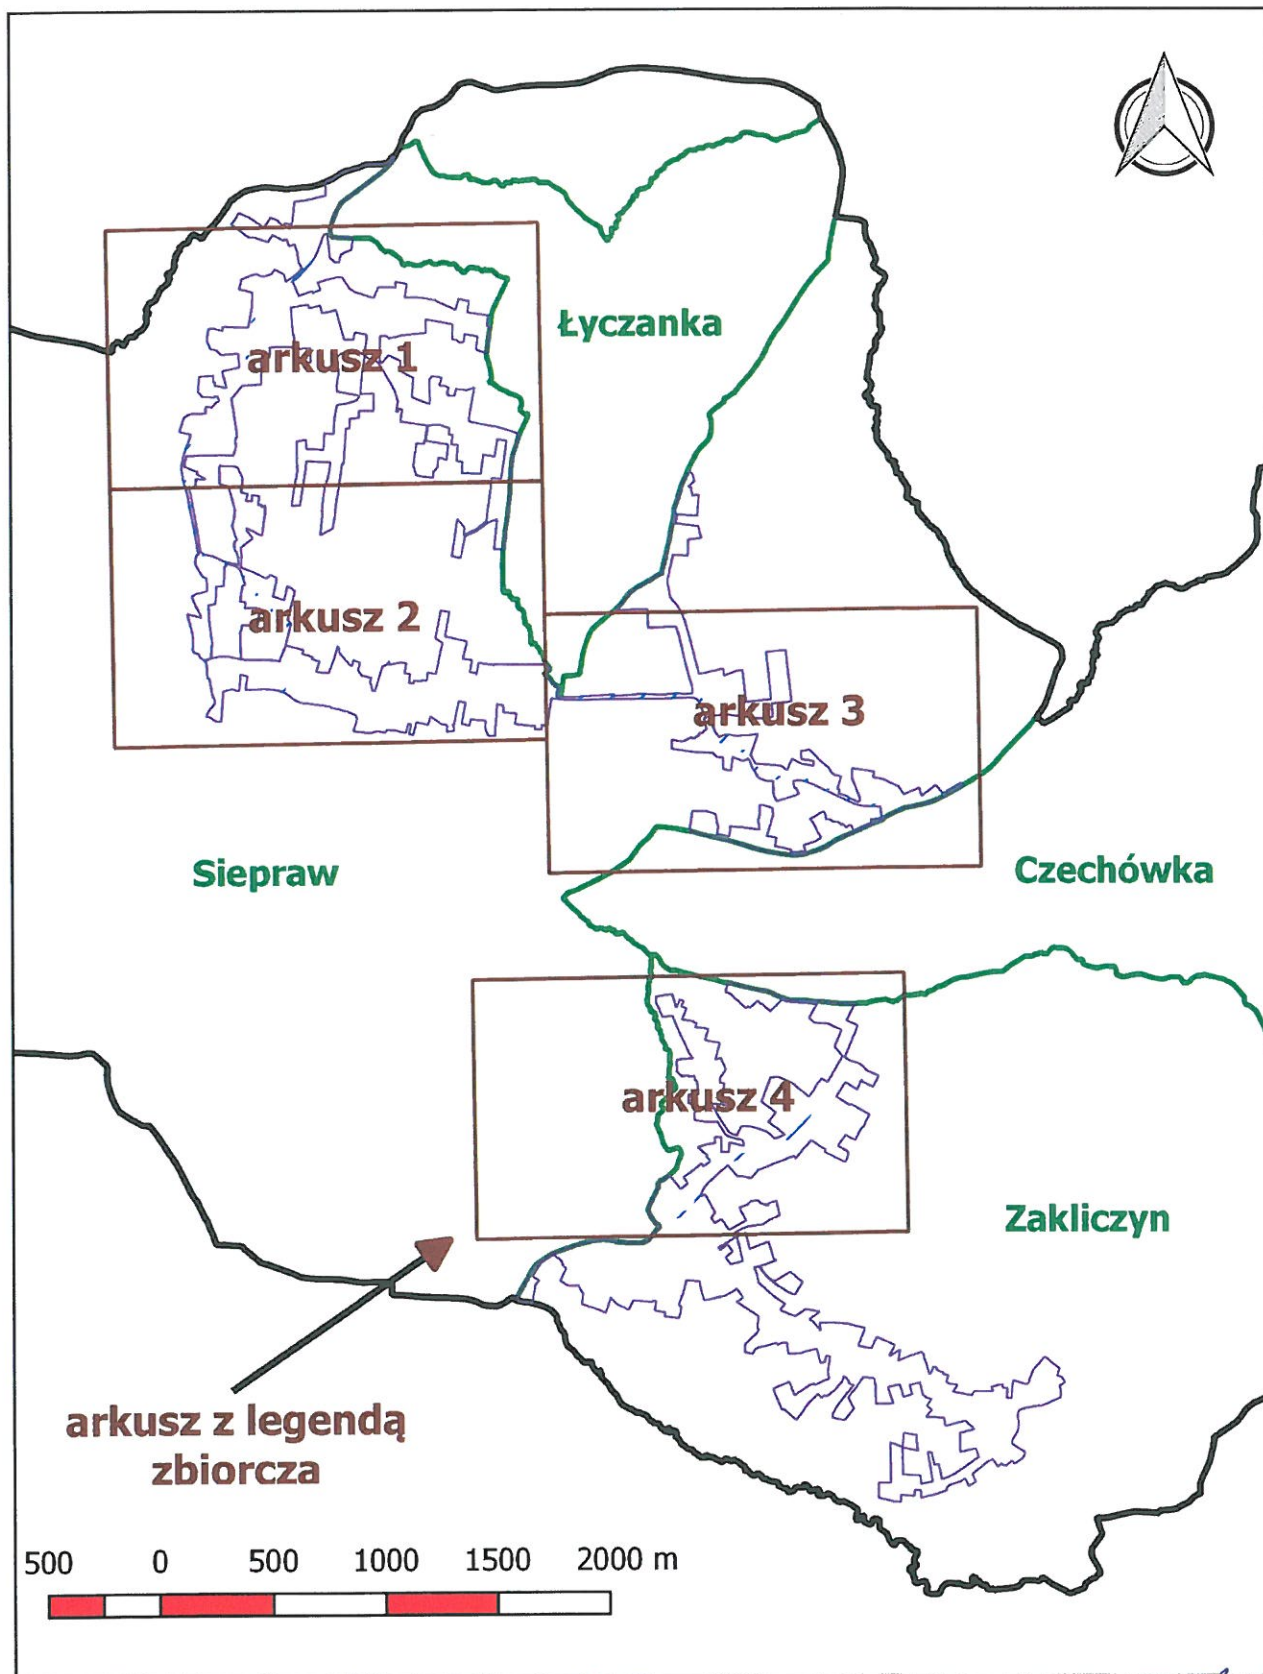 Łyczanka
arkusz 1
arkusz 2
arkusz 3
Siepraw
Czechówka
arkusz 4
Zakliczyn
arkusz z legendą
zbiorcza
500 0 500 1000 1500 2000 m